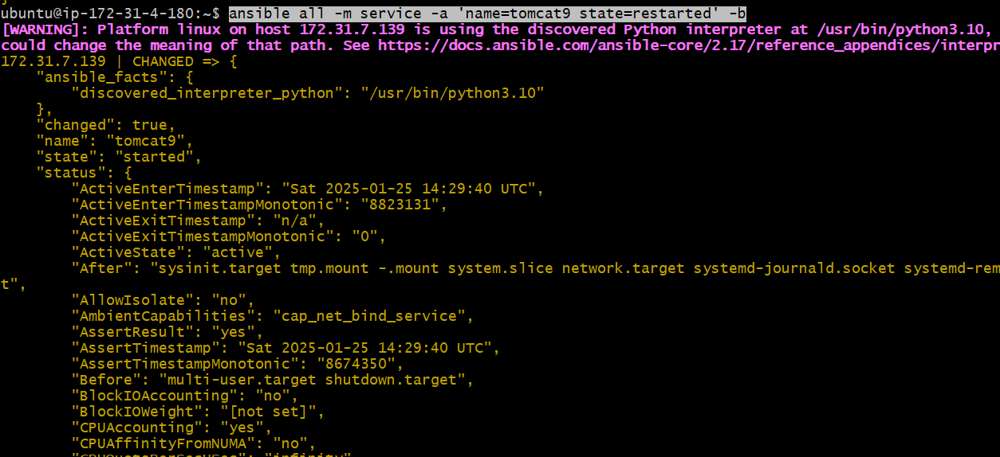 ubuntu@ip-172-31-4-180:~$ ansible all -m service -a 'name=tomcat9 state=restarted' -b
[WARNING]: Platform linux on host 172.31.7.139 is using the discovered Python interpreter at /usr/bin/python3.10,
could change the meaning of that path. See https://docs.ansible.com/ansible-core/2.17/reference_appendices/interpr
172.31.7.139 | CHANGED => {
    "ansible_facts": {
        "discovered_interpreter_python": "/usr/bin/python3.10"
    },
    "changed": true,
    "name": "tomcat9",
    "state": "started",
    "status": {
        "ActiveEnterTimestamp": "Sat 2025-01-25 14:29:40 UTC",
        "ActiveEnterTimestampMonotonic": "8823131",
        "ActiveExitTimestamp": "n/a",
        "ActiveExitTimestampMonotonic": "0",
        "ActiveState": "active",
        "After": "sysinit.target tmp.mount -.mount system.slice network.target systemd-journald.socket systemd-rem
t",
        "AllowIsolate": "no",
        "AmbientCapabilities": "cap_net_bind_service",
        "AssertResult": "yes",
        "AssertTimestamp": "Sat 2025-01-25 14:29:40 UTC",
        "AssertTimestampMonotonic": "8674350",
        "Before": "multi-user.target shutdown.target",
        "BlockIOAccounting": "no",
        "BlockIOWeight": "[not set]",
        "CPUAccounting": "yes",
        "CPUAffinityFromNUMA": "no",
        "CPUQuotaPerSecUSec": "infinity"